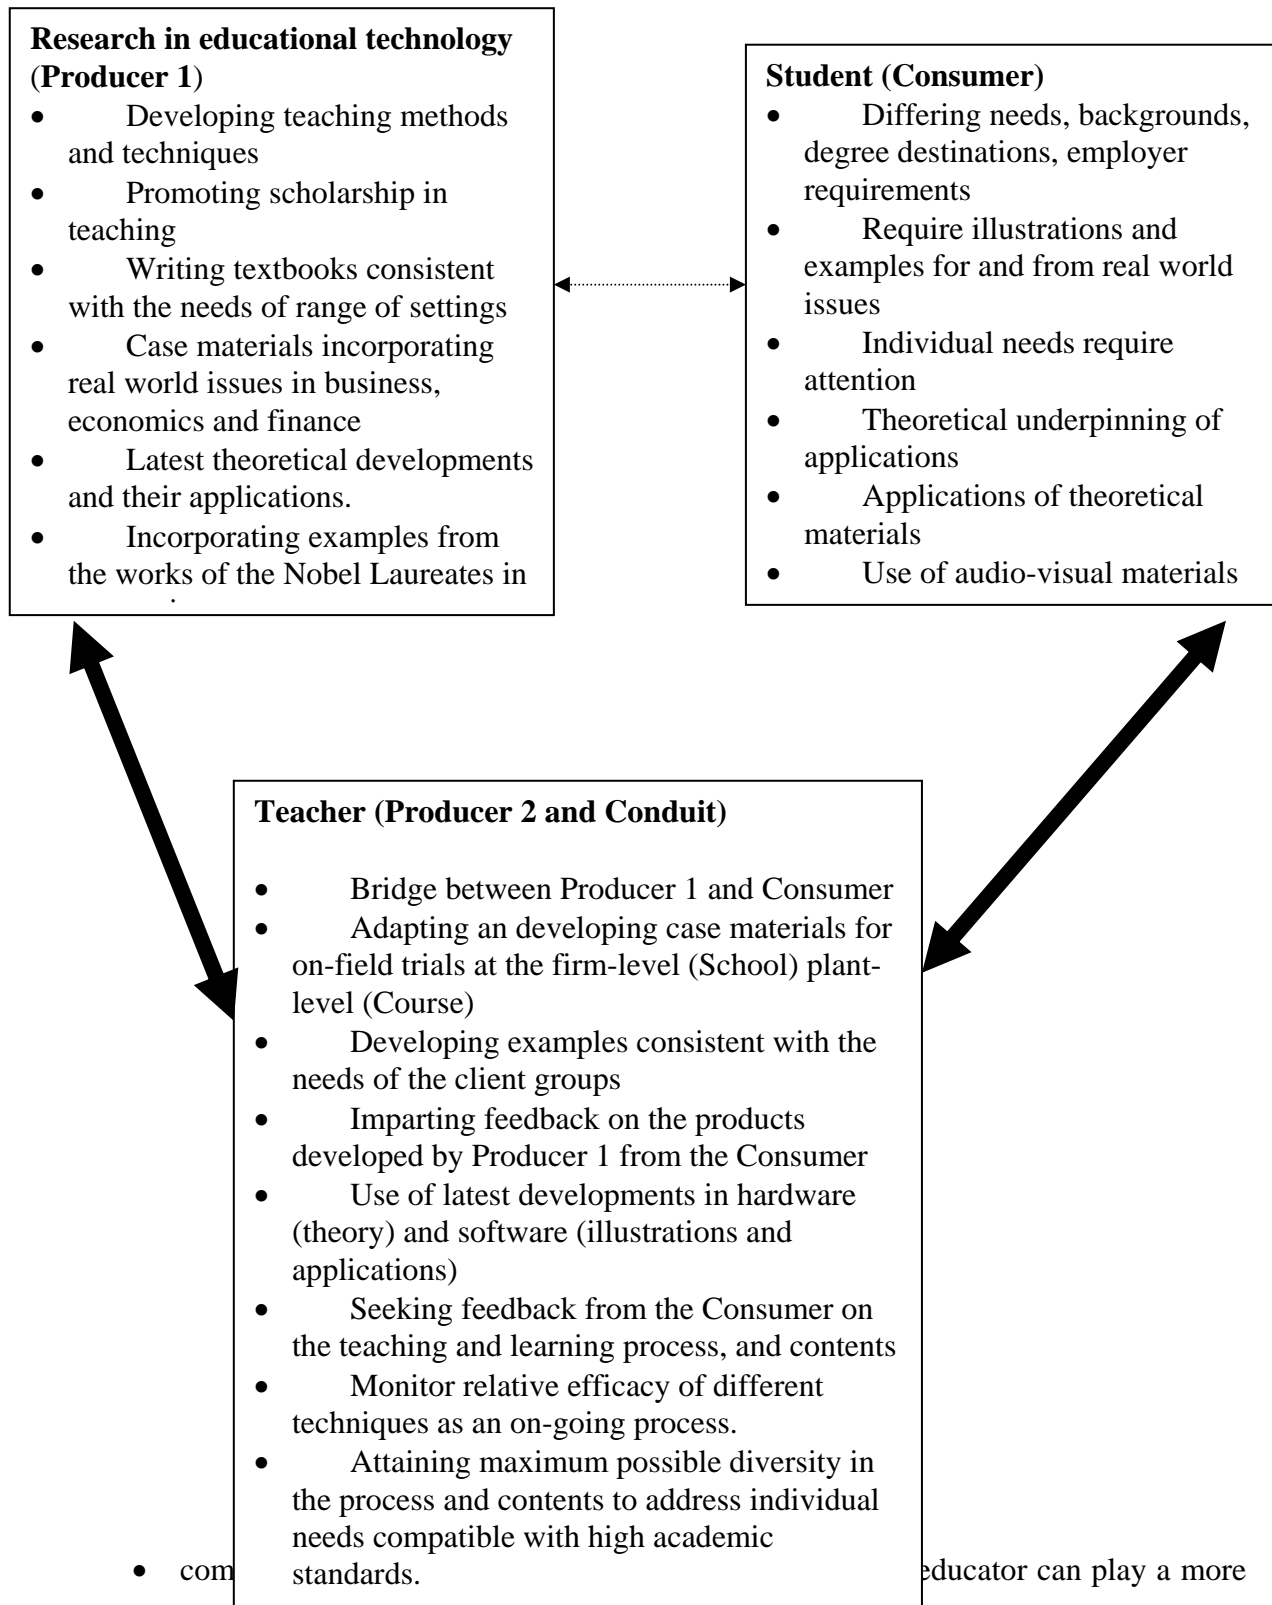 Research in educational technology
(Producer 1)
• Developing teaching methods
and techniques
• Promoting scholarship in
teaching
• Writing textbooks consistent
with the needs of range of settings
• Case materials incorporating
real world issues in business,
economics and finance
• Latest theoretical developments
and their applications.
• Incorporating examples from
the works of the Nobel Laureates in
Student (Consumer)
• Differing needs, backgrounds,
degree destinations, employer
requirements
• Require illustrations and
examples for and from real world
issues
• Individual needs require
attention
• Theoretical underpinning of
applications
• Applications of theoretical
materials
• Use of audio-visual materials
Teacher (Producer 2 and Conduit)
• Bridge between Producer 1 and Consumer
• Adapting an developing case materials for
on-field trials at the firm-level (School) plant-
level (Course)
• Developing examples consistent with the
needs of the client groups
• Imparting feedback on the products
developed by Producer 1 from the Consumer
• Use of latest developments in hardware
(theory) and software (illustrations and
applications)
• Seeking feedback from the Consumer on
the teaching and learning process, and contents
• Monitor relative efficacy of different
techniques as an on-going process.
• Attaining maximum possible diversity in
the process and contents to address individual
needs compatible with high academic
standards.
• com educator can play a more